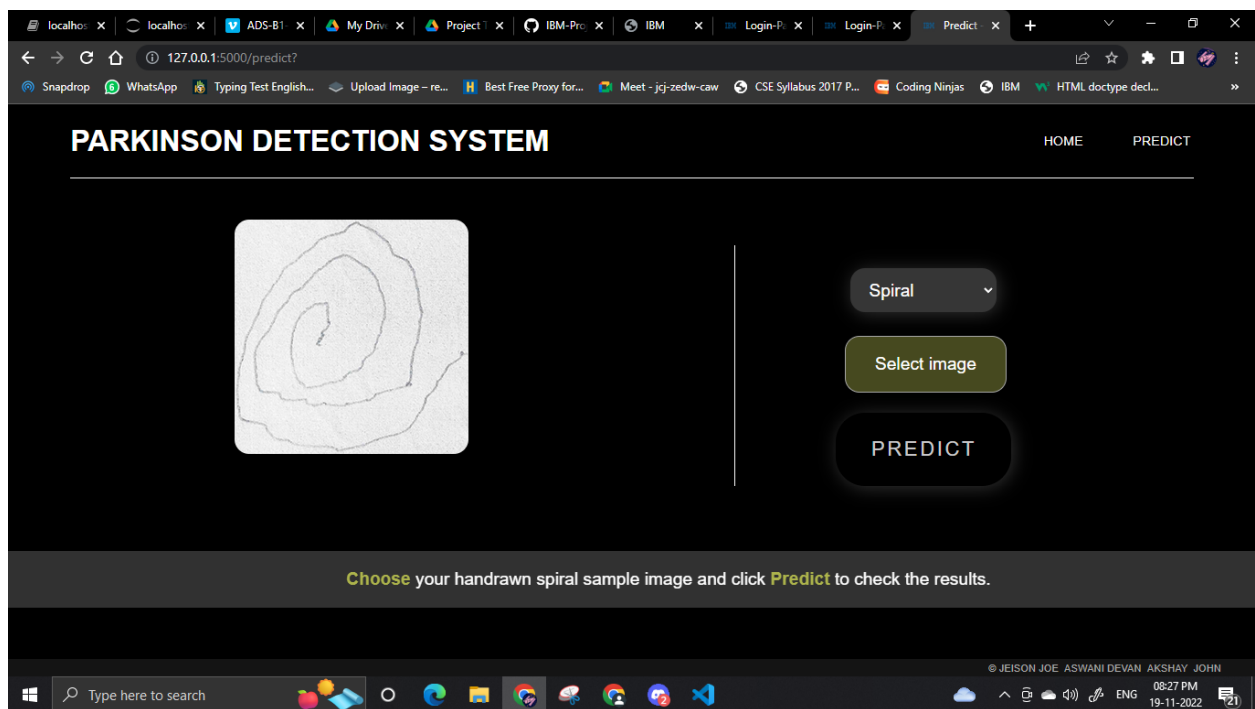 localhos localhos ADS-B1- My Driv Project T IBM-Pro IBM Login-Pa Login-Pa Predict -
127.0.0.1:5000/predict?
Snapdrop WhatsApp Typing Test English... Upload Image – re... Best Free Proxy for... Meet - jcj-zedw-caw CSE Syllabus 2017 P... Coding Ninjas IBM HTML doctype decl... »
PARKINSON DETECTION SYSTEM
HOME PREDICT
Spiral
Select image
PREDICT
Choose your handrawn spiral sample image and click Predict to check the results.
© JEISON JOE ASWANI DEVAN AKSHAY JOHN
Type here to search
ENG
08:27 PM
19-11-2022
21